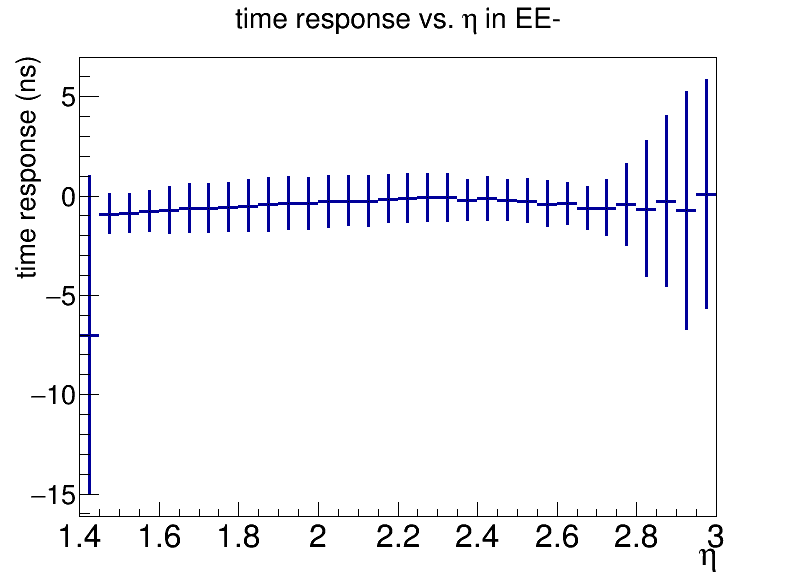 time response vs. η in EE-
time response (ns)
5
0
−5
−10
−15
1.4 1.6 1.8 2 2.2 2.4 2.6 2.8 3
η